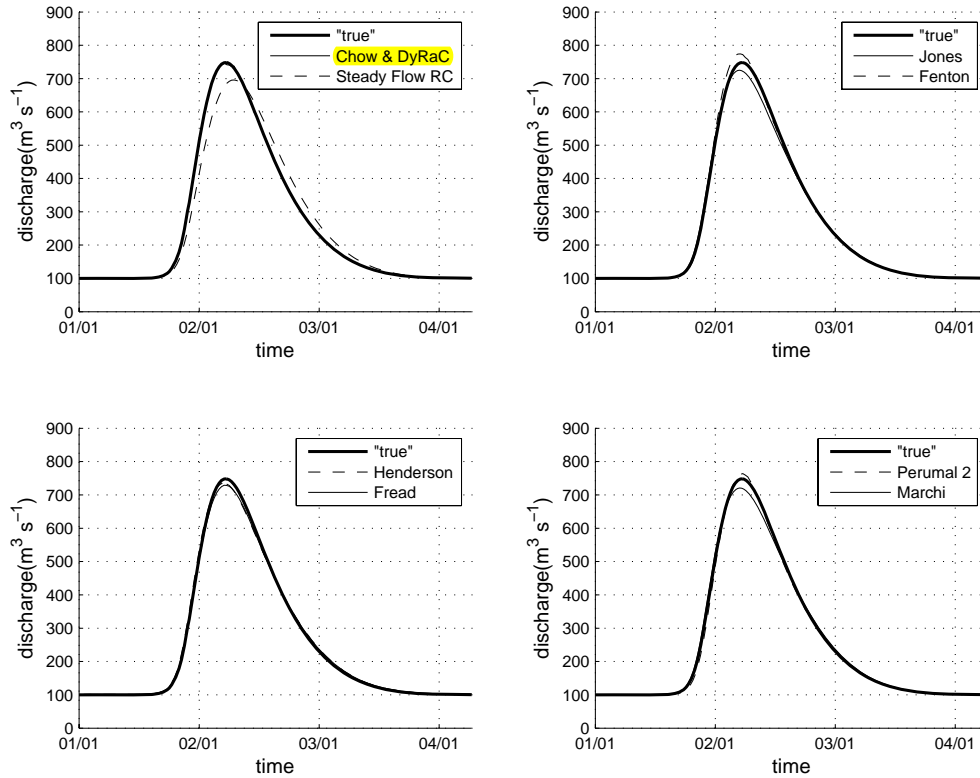 900
800
700
600
500
400
300
200
100
0
discharge(m³ s⁻¹)
"true"
Chow & DyRaC
Steady Flow RC
01/01 02/01 03/01 04/01
time
900
800
700
600
500
400
300
200
100
0
discharge(m³ s⁻¹)
"true"
Jones
Fenton
01/01 02/01 03/01 04/01
time
900
800
700
600
500
400
300
200
100
0
discharge(m³ s⁻¹)
"true"
Henderson
Fread
01/01 02/01 03/01 04/01
time
900
800
700
600
500
400
300
200
100
0
discharge(m³ s⁻¹)
"true"
Perumal 2
Marchi
01/01 02/01 03/01 04/01
time